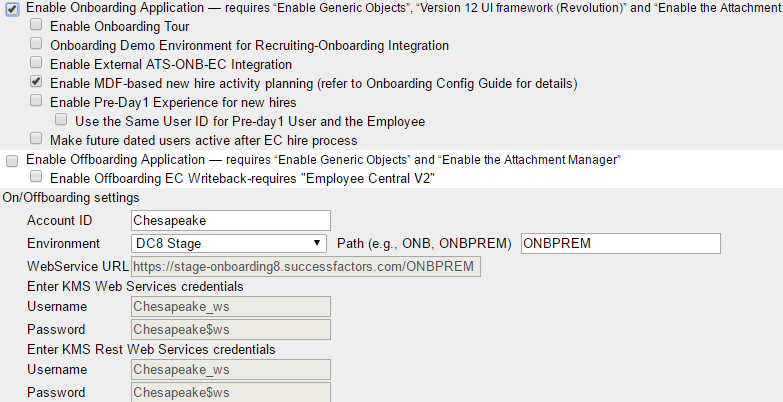 Enable Onboarding Application — requires “Enable Generic Objects”, “Version 12 UI framework (Revolution)” and “Enable the Attachment
Enable Onboarding Tour
Onboarding Demo Environment for Recruiting-Onboarding Integration
Enable External ATS-ONB-EC Integration
Enable MDF-based new hire activity planning (refer to Onboarding Config Guide for details)
Enable Pre-Day1 Experience for new hires
Use the Same User ID for Pre-day1 User and the Employee
Make future dated users active after EC hire process
Enable Offboarding Application — requires “Enable Generic Objects” and “Enable the Attachment Manager”
Enable Offboarding EC Writeback-requires "Employee Central V2"
On/Offboarding settings
Account ID Chesapeake
Environment DC8 Stage Path (e.g., ONB, ONBPREM) ONBPREM
WebService URL https://stage-onboarding8.successfactors.com/ONBPREM
Enter KMS Web Services credentials
Username Chesapeake_ws
Password Chesapeake$ws
Enter KMS Rest Web Services credentials
Username Chesapeake_ws
Password Chesapeake$ws